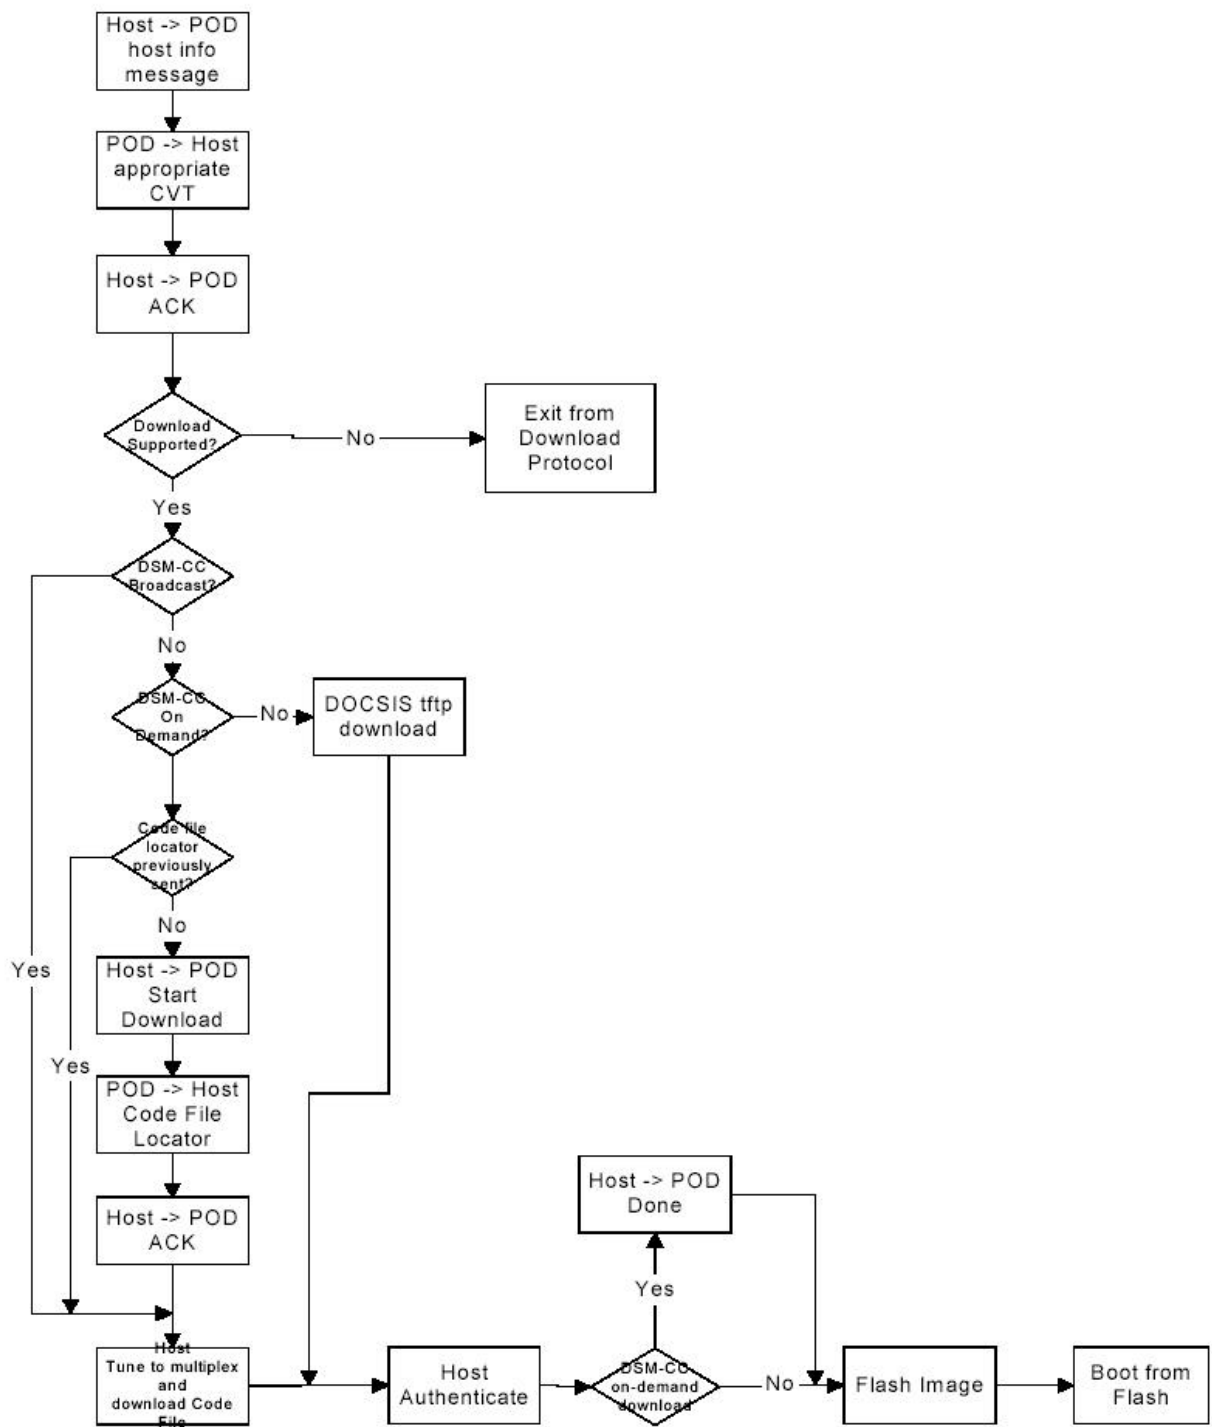 Host -> POD
host info
message
POD -> Host
appropriate
CVT
Host -> POD
ACK
Download
Supported?
No
Exit from
Download
Protocol
Yes
DSM-CC
Broadcast?
No
DSM-CC
On
Demand?
No
DOCSIS tftp
download
Code file
locator
previously
sent?
No
Yes
Host -> POD
Start
Download
Yes
POD -> Host
Code File
Locator
Host -> POD
ACK
Host -> POD
Done
Yes
Host
Tune to multiplex
and
download Code
File
Host
Authenticate
DSM-CC
on-demand
download
No
Flash Image
Boot from
Flash